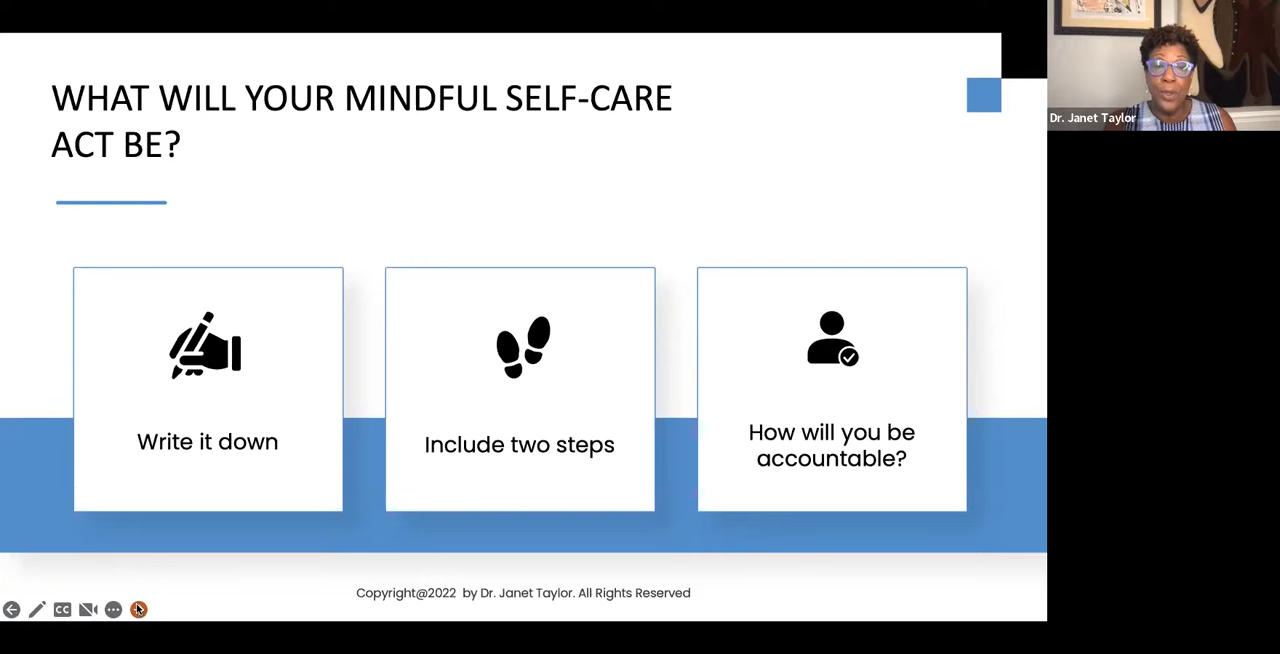 WHAT WILL YOUR MINDFUL SELF-CARE
ACT BE?
Dr. Janet Taylor
Write it down
Include two steps
How will you be
accountable?
Copyright@2022 by Dr. Janet Taylor. All Rights Reserved
CC